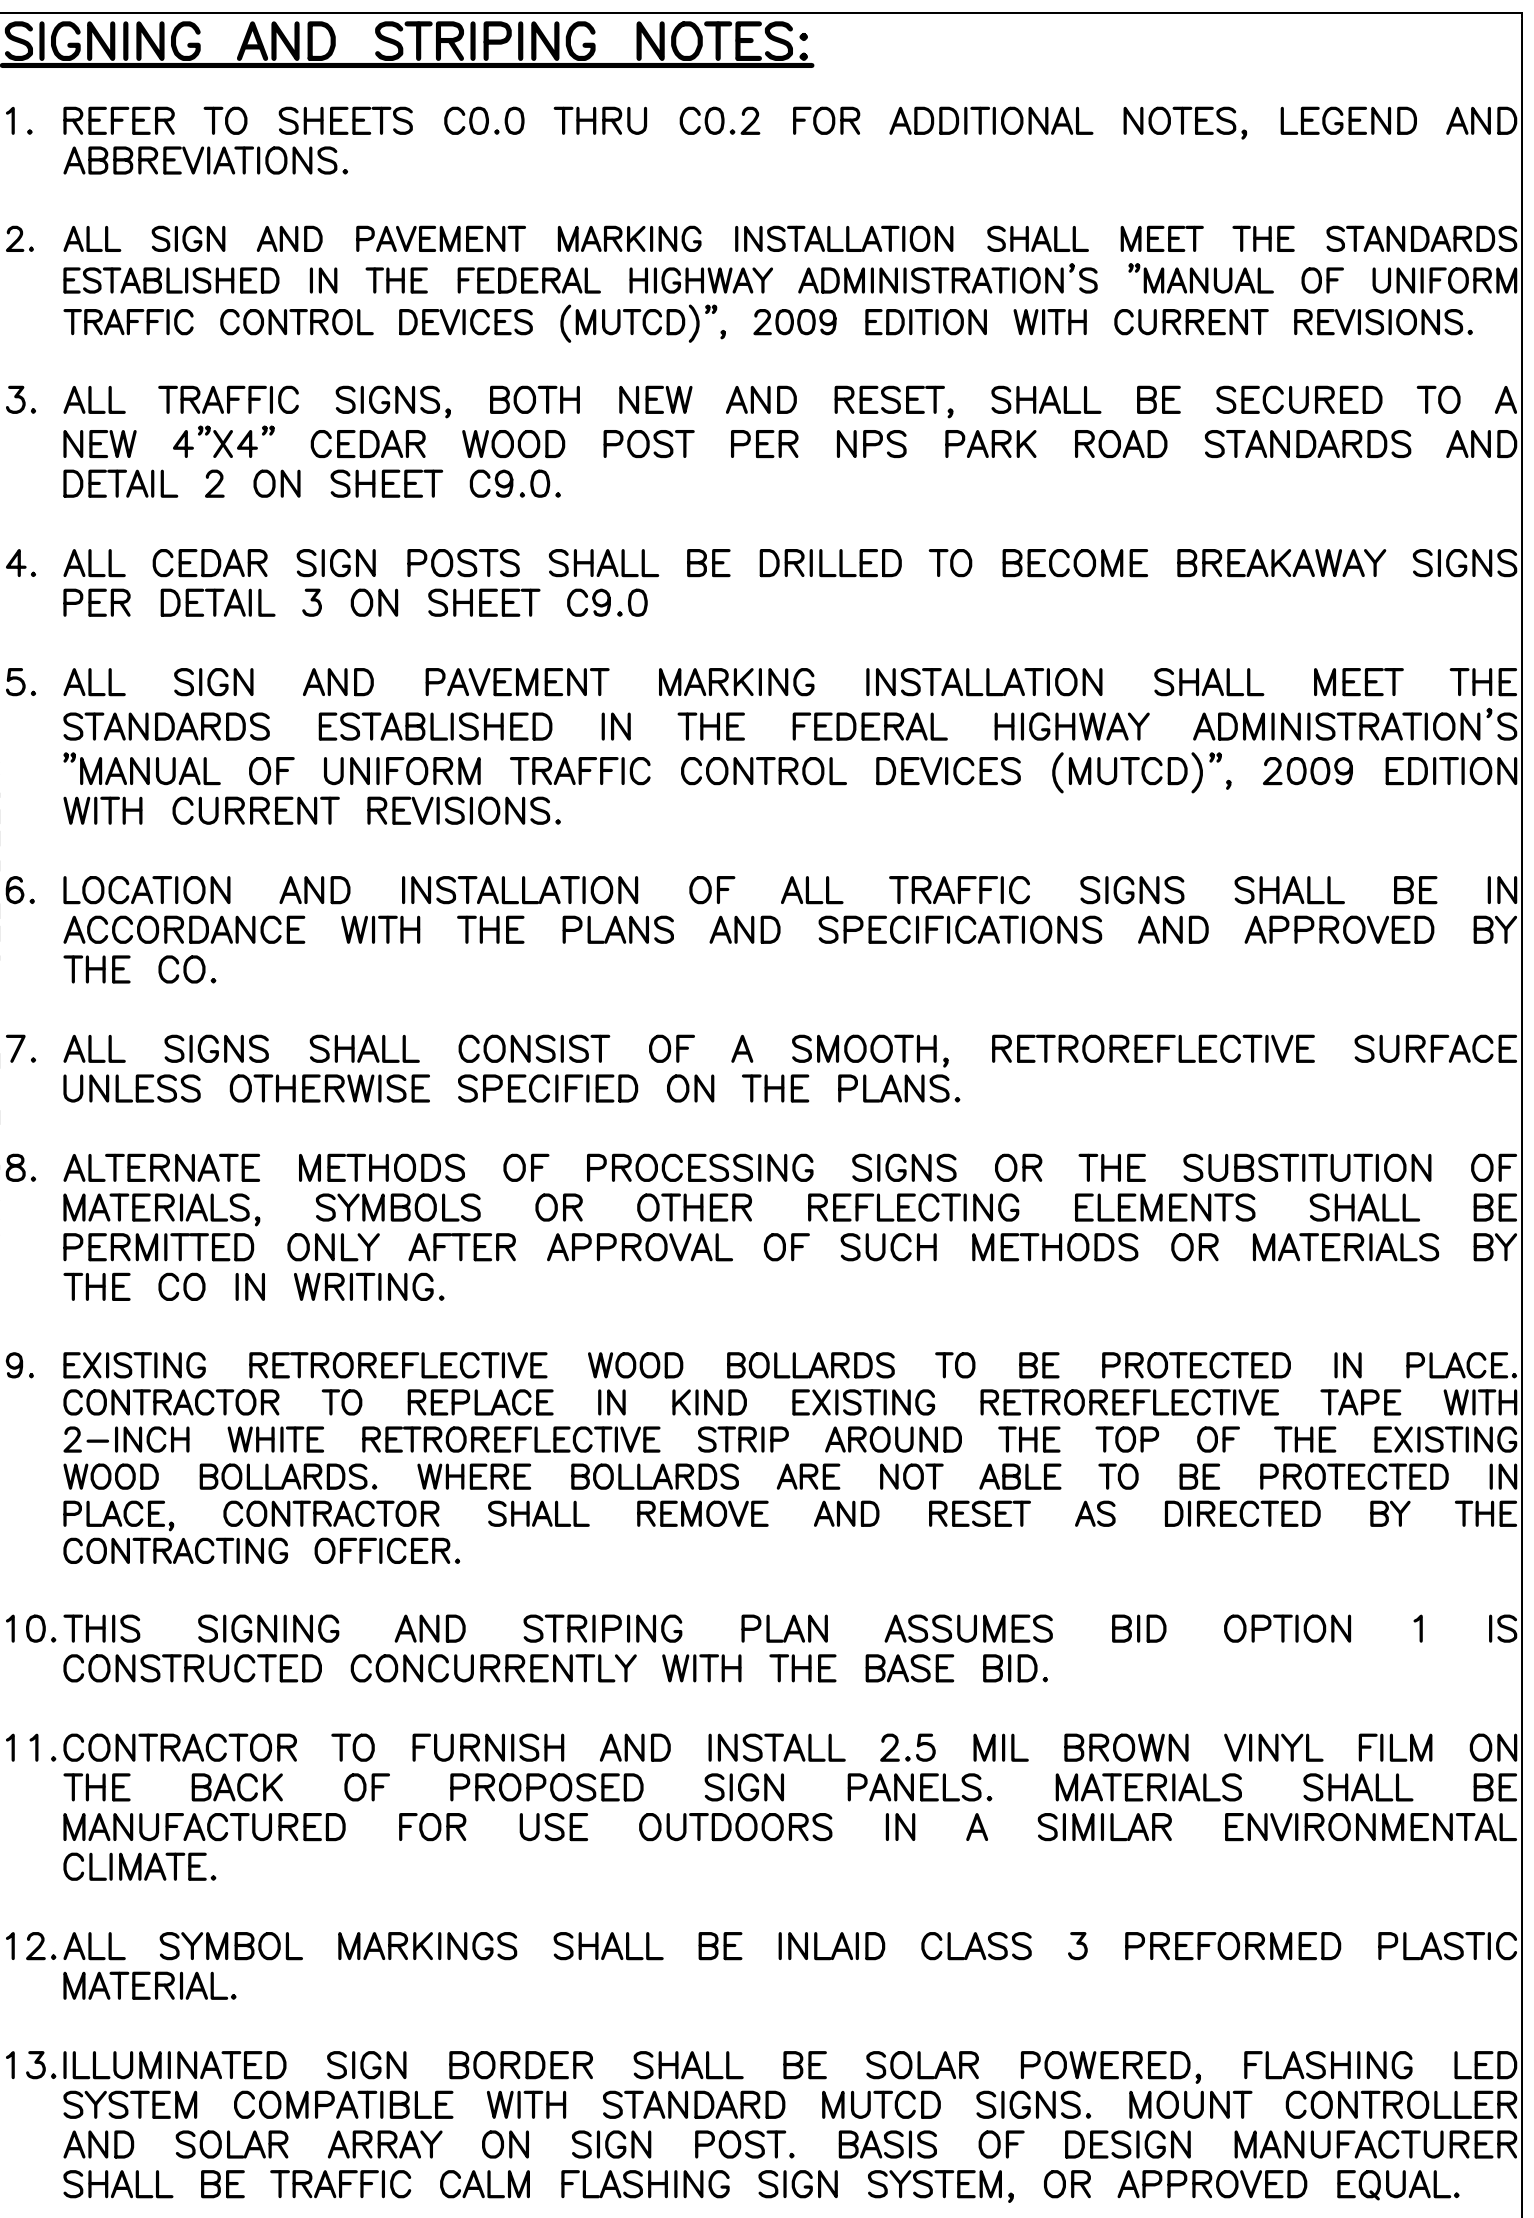 SIGNING AND STRIPING NOTES:
1. REFER TO SHEETS C0.0 THRU C0.2 FOR ADDITIONAL NOTES, LEGEND AND
ABBREVIATIONS.
2. ALL SIGN AND PAVEMENT MARKING INSTALLATION SHALL MEET THE STANDARDS
ESTABLISHED IN THE FEDERAL HIGHWAY ADMINISTRATION'S "MANUAL OF UNIFORM
TRAFFIC CONTROL DEVICES (MUTCD)", 2009 EDITION WITH CURRENT REVISIONS.
3. ALL TRAFFIC SIGNS, BOTH NEW AND RESET, SHALL BE SECURED TO A
NEW 4"X4" CEDAR WOOD POST PER NPS PARK ROAD STANDARDS AND
DETAIL 2 ON SHEET C9.0.
4. ALL CEDAR SIGN POSTS SHALL BE DRILLED TO BECOME BREAKAWAY SIGNS
PER DETAIL 3 ON SHEET C9.0
5. ALL SIGN AND PAVEMENT MARKING INSTALLATION SHALL MEET THE
STANDARDS ESTABLISHED IN THE FEDERAL HIGHWAY ADMINISTRATION'S
"MANUAL OF UNIFORM TRAFFIC CONTROL DEVICES (MUTCD)", 2009 EDITION
WITH CURRENT REVISIONS.
6. LOCATION AND INSTALLATION OF ALL TRAFFIC SIGNS SHALL BE IN
ACCORDANCE WITH THE PLANS AND SPECIFICATIONS AND APPROVED BY
THE CO.
7. ALL SIGNS SHALL CONSIST OF A SMOOTH, RETROREFLECTIVE SURFACE
UNLESS OTHERWISE SPECIFIED ON THE PLANS.
8. ALTERNATE METHODS OF PROCESSING SIGNS OR THE SUBSTITUTION OF
MATERIALS, SYMBOLS OR OTHER REFLECTING ELEMENTS SHALL BE
PERMITTED ONLY AFTER APPROVAL OF SUCH METHODS OR MATERIALS BY
THE CO IN WRITING.
9. EXISTING RETROREFLECTIVE WOOD BOLLARDS TO BE PROTECTED IN PLACE.
CONTRACTOR TO REPLACE IN KIND EXISTING RETROREFLECTIVE TAPE WITH
2-INCH WHITE RETROREFLECTIVE STRIP AROUND THE TOP OF THE EXISTING
WOOD BOLLARDS. WHERE BOLLARDS ARE NOT ABLE TO BE PROTECTED IN
PLACE, CONTRACTOR SHALL REMOVE AND RESET AS DIRECTED BY THE
CONTRACTING OFFICER.
10. THIS SIGNING AND STRIPING PLAN ASSUMES BID OPTION 1 IS
CONSTRUCTED CONCURRENTLY WITH THE BASE BID.
11. CONTRACTOR TO FURNISH AND INSTALL 2.5 MIL BROWN VINYL FILM ON
THE BACK OF PROPOSED SIGN PANELS. MATERIALS SHALL BE
MANUFACTURED FOR USE OUTDOORS IN A SIMILAR ENVIRONMENTAL
CLIMATE.
12. ALL SYMBOL MARKINGS SHALL BE INLAID CLASS 3 PREFORMED PLASTIC
MATERIAL.
13. ILLUMINATED SIGN BORDER SHALL BE SOLAR POWERED, FLASHING LED
SYSTEM COMPATIBLE WITH STANDARD MUTCD SIGNS. MOUNT CONTROLLER
AND SOLAR ARRAY ON SIGN POST. BASIS OF DESIGN MANUFACTURER
SHALL BE TRAFFIC CALM FLASHING SIGN SYSTEM, OR APPROVED EQUAL.